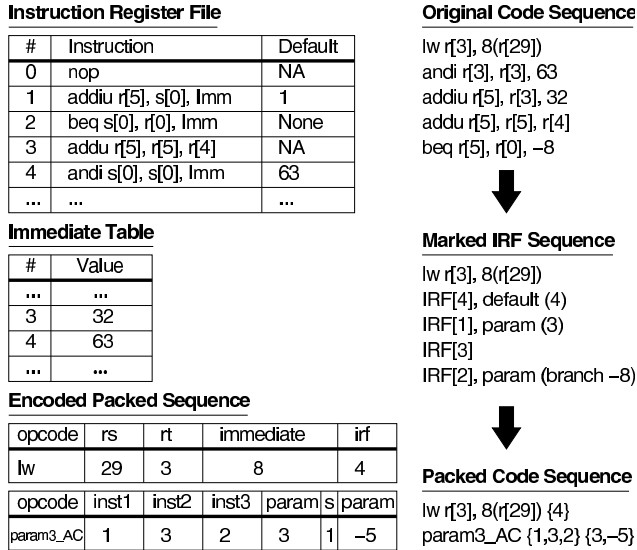 Instruction Register File
# Instruction Default
0 nop NA
1 addiu r[5], s[0], Imm 1
2 beq s[0], r[0], Imm None
3 addu r[5], r[5], r[4] NA
4 andi s[0], s[0], Imm 63
... ... ...
Immediate Table
# Value
... ...
3 32
4 63
... ...
Encoded Packed Sequence
opcode rs rt immediate irf
lw 29 3 8 4
opcode inst1 inst2 inst3 param s param
param3_AC 1 3 2 3 1 −5
Original Code Sequence
lw r[3], 8(r[29])
andi r[3], r[3], 63
addiu r[5], r[3], 32
addu r[5], r[5], r[4]
beq r[5], r[0], −8
Marked IRF Sequence
lw r[3], 8(r[29])
IRF[4], default (4)
IRF[1], param (3)
IRF[3]
IRF[2], param (branch −8)
Packed Code Sequence
lw r[3], 8(r[29]) {4}
param3_AC {1,3,2} {3,−5}